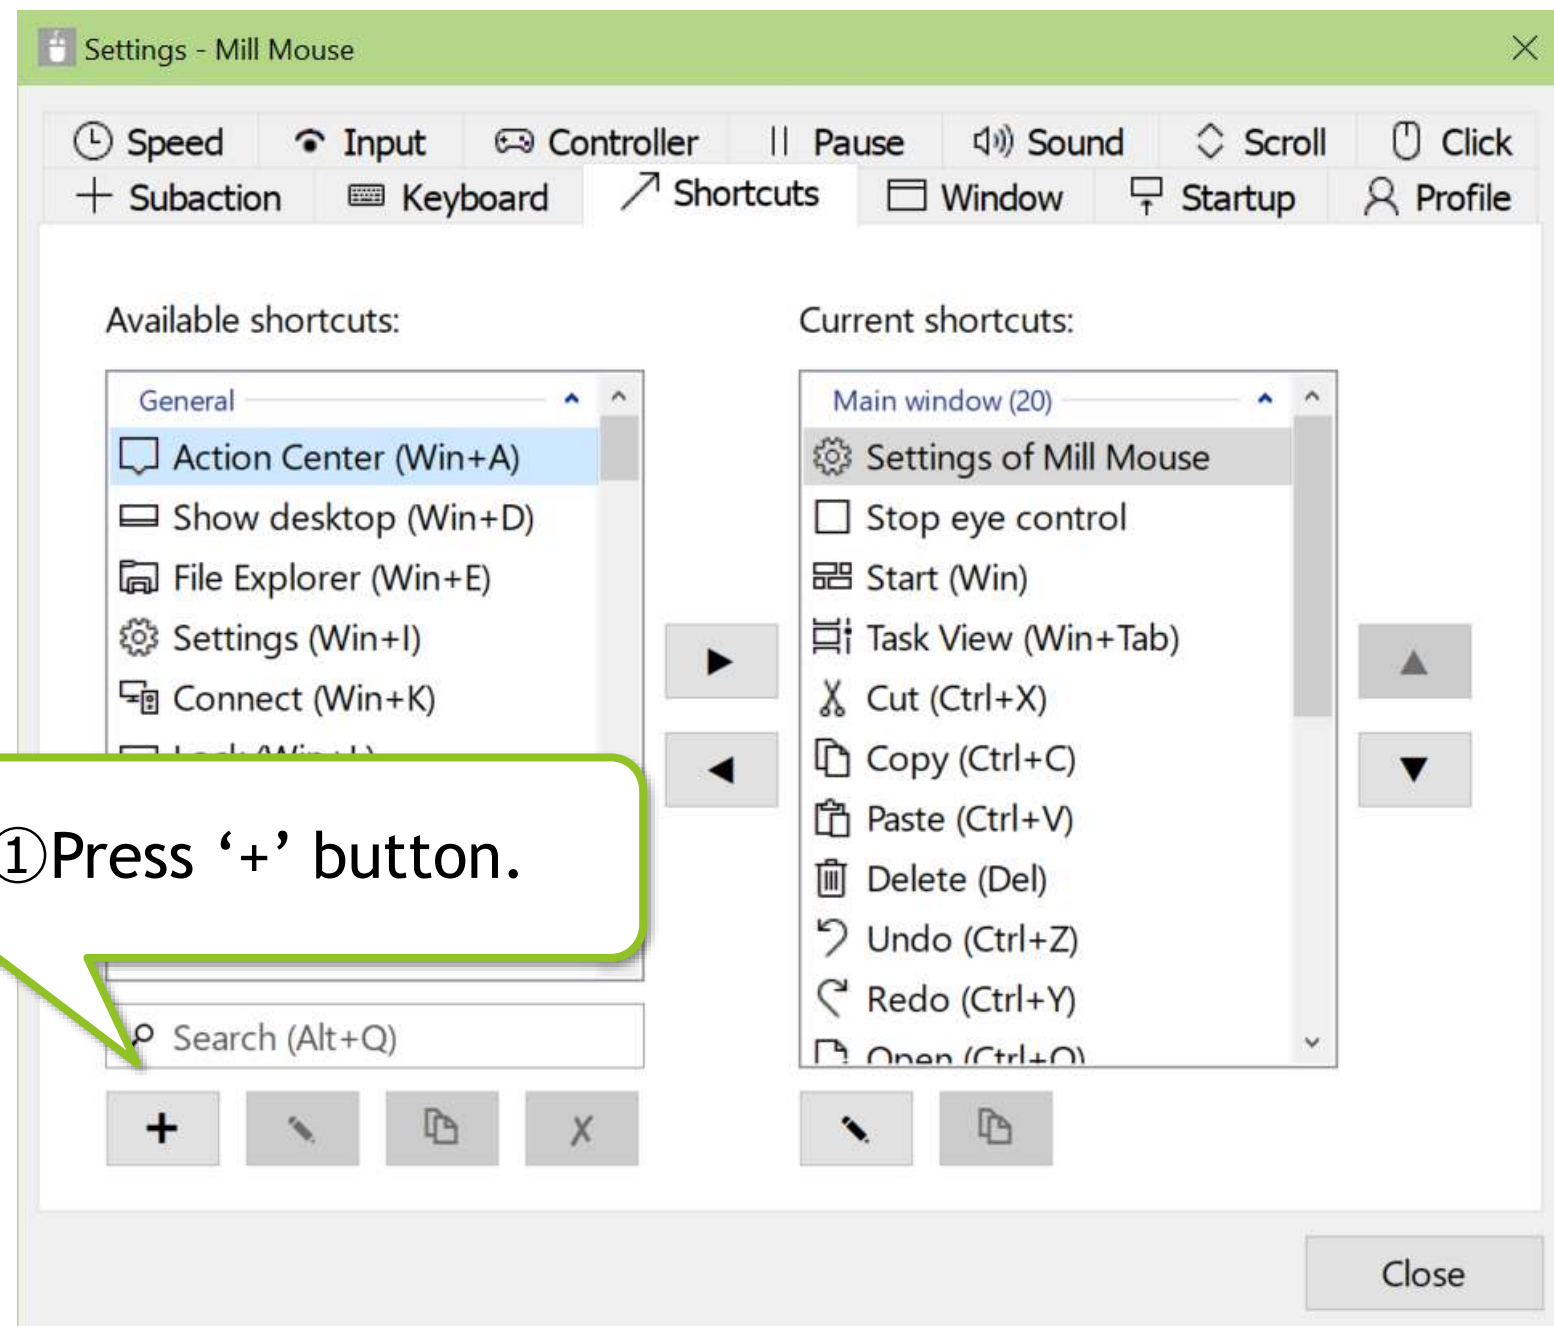 Settings - Mill Mouse
Speed Input Controller Pause Sound Scroll Click
Subaction Keyboard Shortcuts Window Startup Profile
Available shortcuts:
General
Action Center (Win+A)
Show desktop (Win+D)
File Explorer (Win+E)
Settings (Win+I)
Connect (Win+K)
①Press ‘+’ button.
Search (Alt+Q)
Current shortcuts:
Main window (20)
Settings of Mill Mouse
Stop eye control
Start (Win)
Task View (Win+Tab)
Cut (Ctrl+X)
Copy (Ctrl+C)
Paste (Ctrl+V)
Delete (Del)
Undo (Ctrl+Z)
Redo (Ctrl+Y)
Open (Ctrl+O)
Close